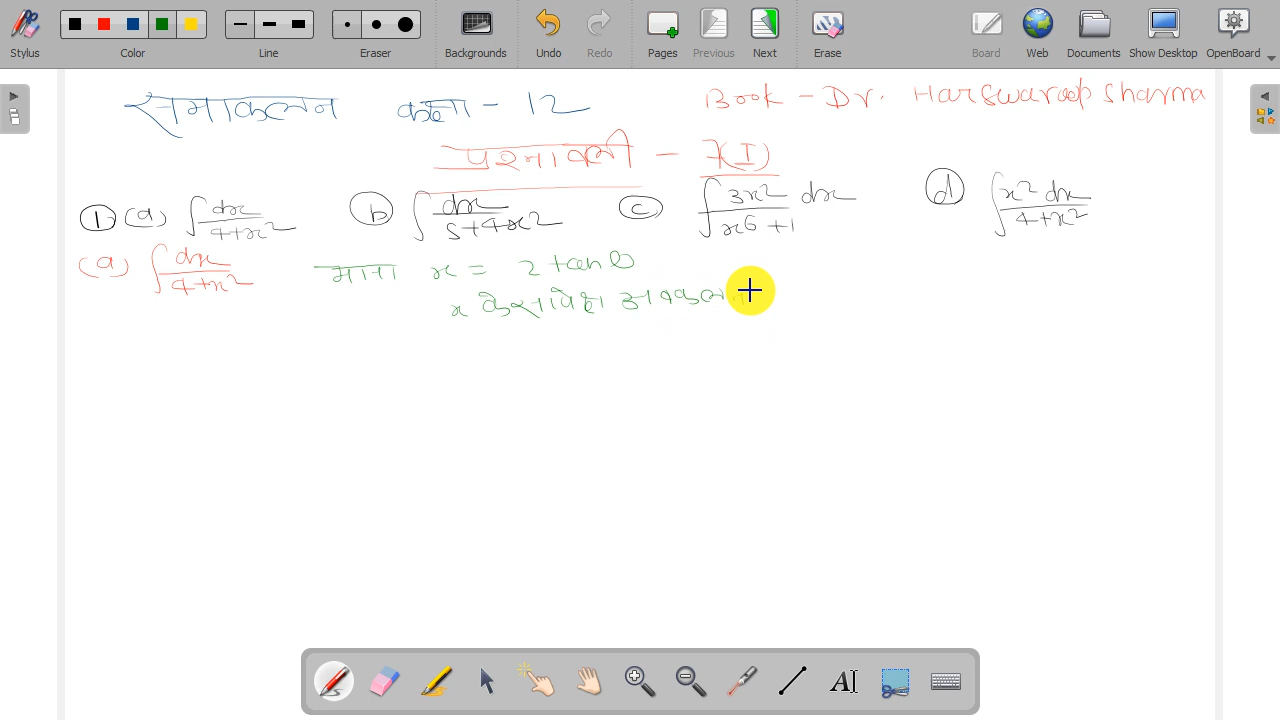 Stylus Color Line Eraser Backgrounds Undo Redo Pages Previous Next Erase Board Web Documents Show Desktop OpenBoard
समाकलन कक्षा - 12 Book - Dr. Harswaroop Sharma
प्रश्नावली - 7(I)
① (a) ∫ dx/4+x² ⓑ ∫ dx/5+4x² ⓒ ∫ 3x²/x⁶+1 dx ⓓ ∫ x² dx/4+x²
(a) ∫ dx/4+x² माना x = 2 tanθ
x के सापेक्ष अवकलन